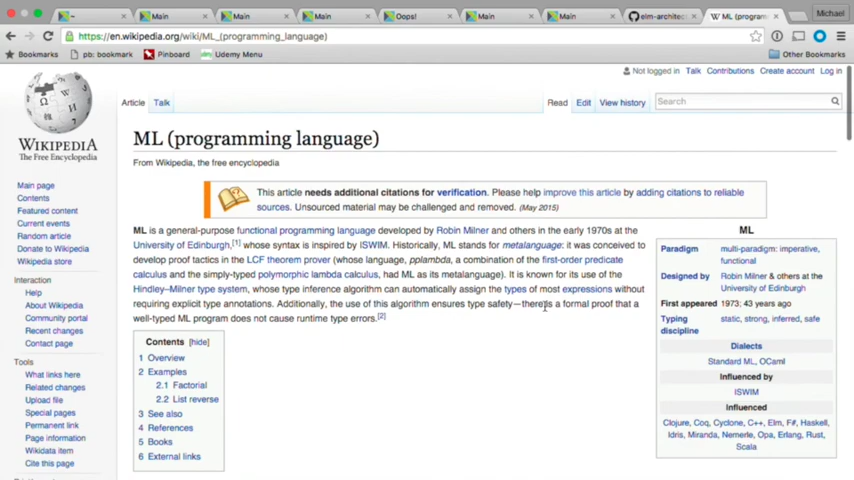 ~
Main
Main
Main
Oops!
Main
Main
elm-architec
ML (program
Michael
https://en.wikipedia.org/wiki/ML_(programming_language)
Bookmarks pb: bookmark Pinboard Udemy Menu Other Bookmarks
Not logged in Talk Contributions Create account Log in
Article Talk Read Edit View history Search
WIKIPEDIA
The Free Encyclopedia
Main page
Contents
Featured content
Current events
Random article
Donate to Wikipedia
Wikipedia store
Interaction
Help
About Wikipedia
Community portal
Recent changes
Contact page
Tools
What links here
Related changes
Upload file
Special pages
Permanent link
Page information
Wikidata item
Cite this page
ML (programming language)
From Wikipedia, the free encyclopedia
This article needs additional citations for verification. Please help improve this article by adding citations to reliable
sources. Unsourced material may be challenged and removed. (May 2015)
ML is a general-purpose functional programming language developed by Robin Milner and others in the early 1970s at the
University of Edinburgh,[1] whose syntax is inspired by ISWIM. Historically, ML stands for metalanguage: it was conceived to
develop proof tactics in the LCF theorem prover (whose language, pplambda, a combination of the first-order predicate
calculus and the simply-typed polymorphic lambda calculus, had ML as its metalanguage). It is known for its use of the
Hindley–Milner type system, whose type inference algorithm can automatically assign the types of most expressions without
requiring explicit type annotations. Additionally, the use of this algorithm ensures type safety—there is a formal proof that a
well-typed ML program does not cause runtime type errors.[2]
Contents [hide]
1 Overview
2 Examples
2.1 Factorial
2.2 List reverse
3 See also
4 References
5 Books
6 External links
ML
Paradigm multi-paradigm: imperative,
functional
Designed by Robin Milner & others at the
University of Edinburgh
First appeared 1973; 43 years ago
Typing static, strong, inferred, safe
discipline
Dialects
Standard ML, OCaml
Influenced by
ISWIM
Influenced
Clojure, Coq, Cyclone, C++, Elm, F#, Haskell,
Idris, Miranda, Nemerle, Opa, Erlang, Rust,
Scala